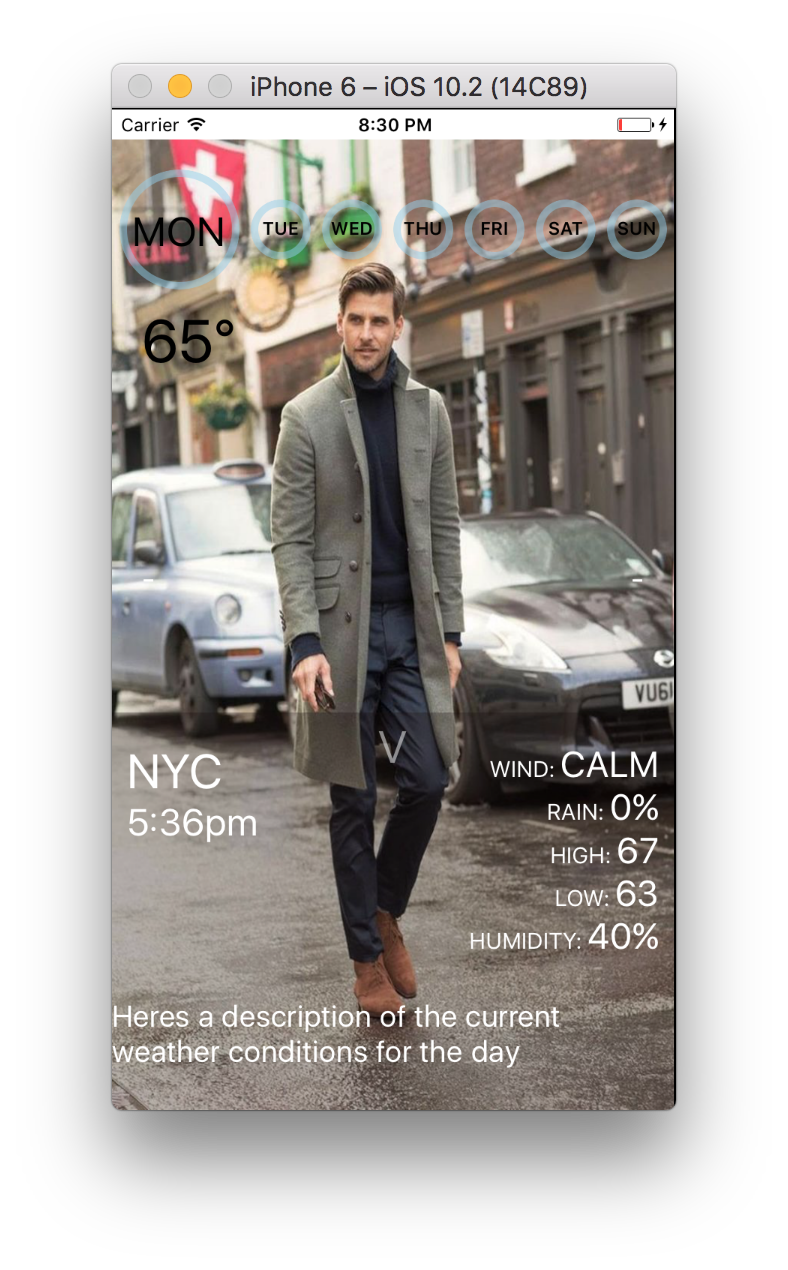 iPhone 6 – iOS 10.2 (14C89)
Carrier 8:30 PM
MON TUE WED THU FRI SAT SUN
65°
VU6
V
NYC
5:36pm
WIND: CALM
RAIN: 0%
HIGH: 67
LOW: 63
HUMIDITY: 40%
Heres a description of the current
weather conditions for the day